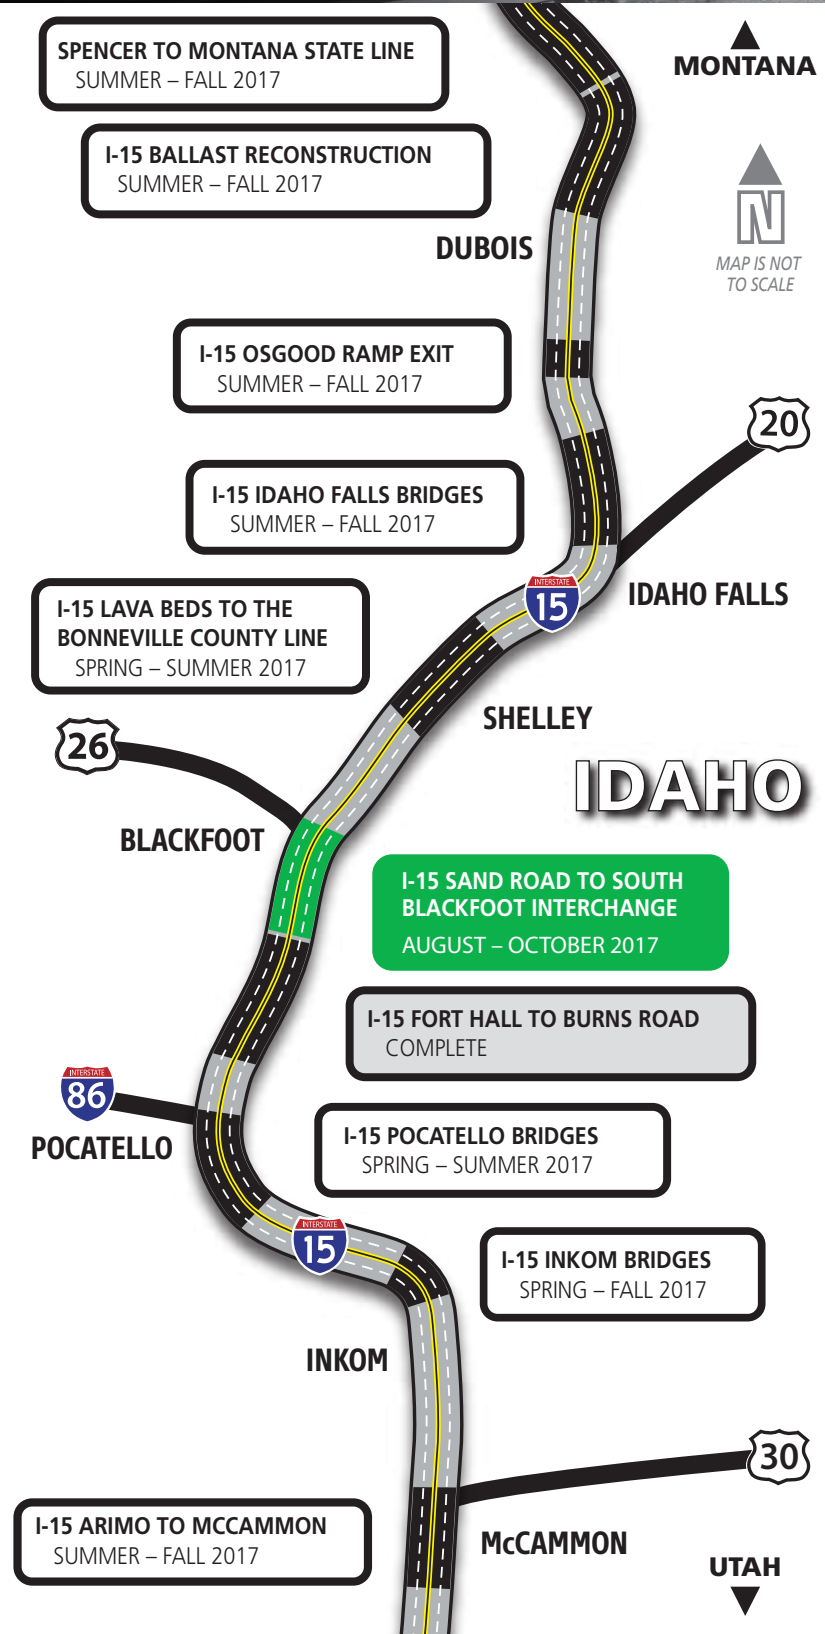 SPENCER TO MONTANA STATE LINE
SUMMER – FALL 2017
MONTANA
I-15 BALLAST RECONSTRUCTION
SUMMER – FALL 2017
N
MAP IS NOT
TO SCALE
DUBOIS
I-15 OSGOOD RAMP EXIT
SUMMER – FALL 2017
20
I-15 IDAHO FALLS BRIDGES
SUMMER – FALL 2017
INTERSTATE
15
IDAHO FALLS
I-15 LAVA BEDS TO THE
BONNEVILLE COUNTY LINE
SPRING – SUMMER 2017
SHELLEY
26
IDAHO
BLACKFOOT
I-15 SAND ROAD TO SOUTH
BLACKFOOT INTERCHANGE
AUGUST – OCTOBER 2017
I-15 FORT HALL TO BURNS ROAD
COMPLETE
INTERSTATE
86
POCATELLO
I-15 POCATELLO BRIDGES
SPRING – SUMMER 2017
INTERSTATE
15
I-15 INKOM BRIDGES
SPRING – FALL 2017
INKOM
30
I-15 ARIMO TO MCCAMMON
SUMMER – FALL 2017
McCAMMON
UTAH